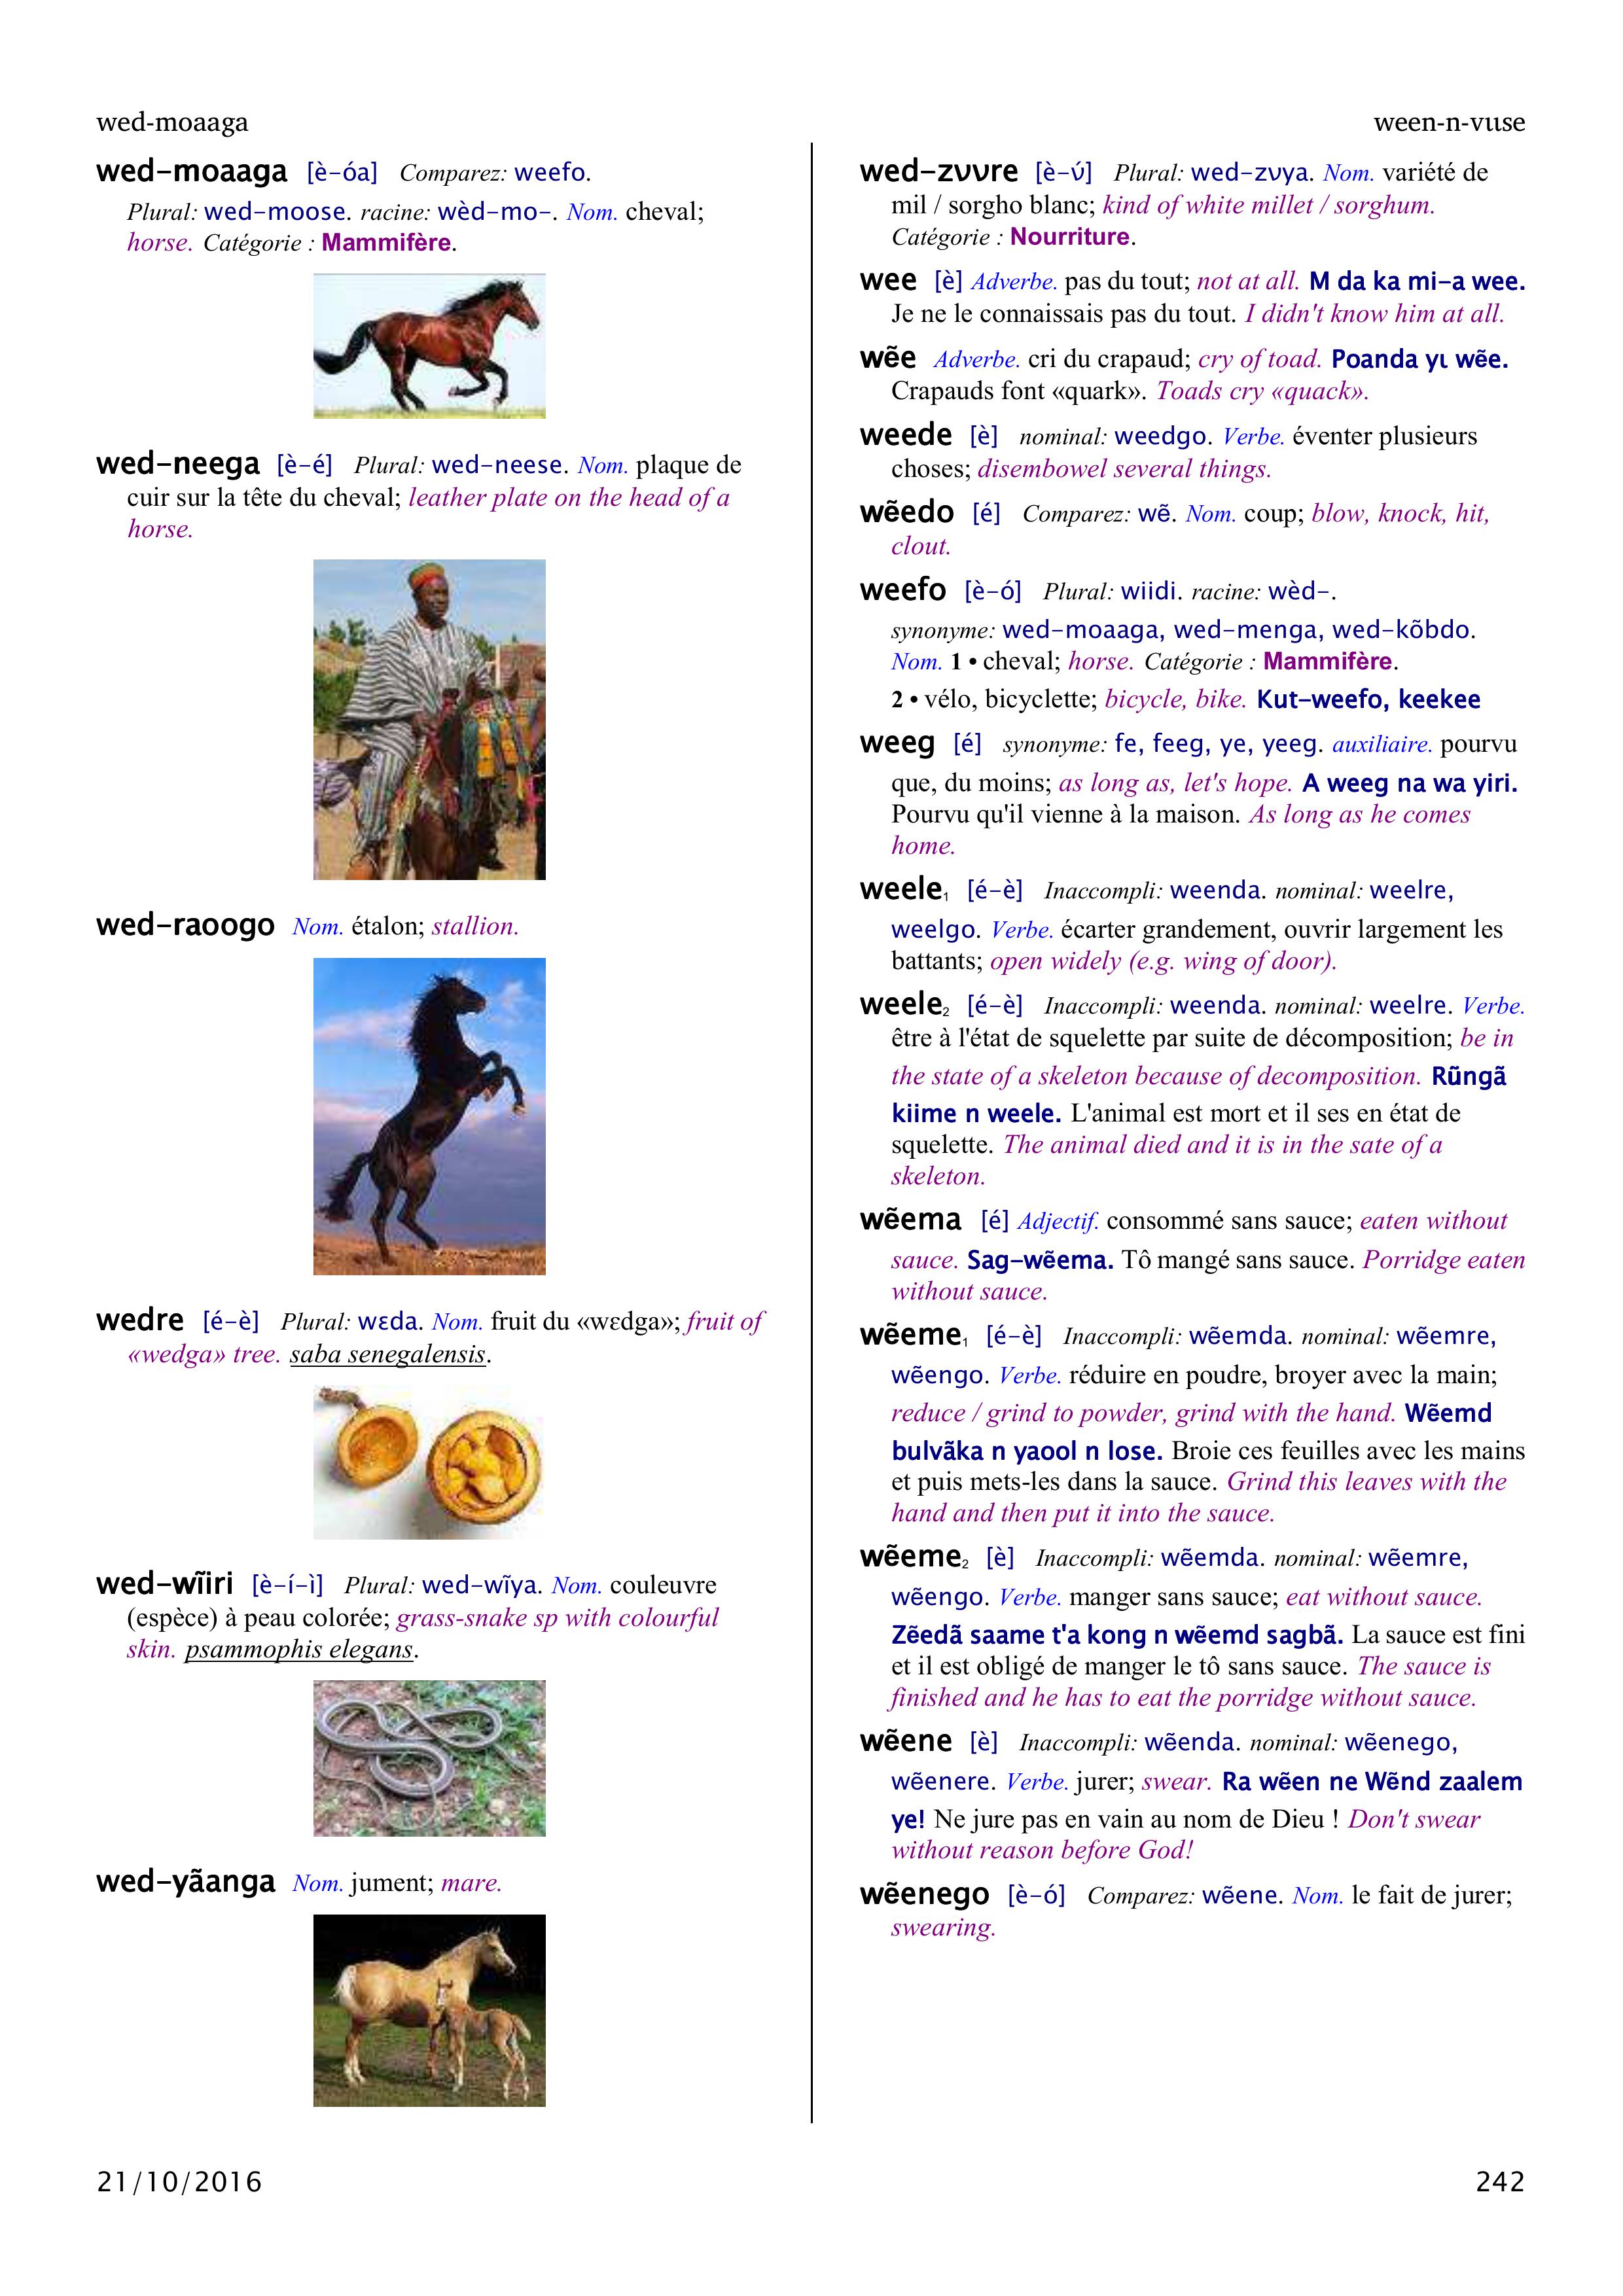 wed-moaaga
ween-n-vɩɩse
wed-moaaga [è-óa] Comparez: weefo.
Plural: wed-moose. racine: wèd-mo-. Nom. cheval;
horse. Catégorie : Mammifère.
wed-neega [è-é] Plural: wed-neese. Nom. plaque de
cuir sur la tête du cheval; leather plate on the head of a
horse.
wed-raoogo Nom. étalon; stallion.
wedre [é-è] Plural: wɛda. Nom. fruit du «wɛdga»; fruit of
«wedga» tree. saba senegalensis.
wed-wĩiri [è-í-ì] Plural: wed-wĩya. Nom. couleuvre
(espèce) à peau colorée; grass-snake sp with colourful
skin. psammophis elegans.
wed-yãanga Nom. jument; mare.
wed-zʋʋre [è-ʋ́] Plural: wed-zʋya. Nom. variété de
mil / sorgho blanc; kind of white millet / sorghum.
Catégorie : Nourriture.
wee [è] Adverbe. pas du tout; not at all. M da ka mi-a wee.
Je ne le connaissais pas du tout. I didn't know him at all.
wẽe Adverbe. cri du crapaud; cry of toad. Poanda yɩ wẽe.
Crapauds font «quark». Toads cry «quack».
weede [è] nominal: weedgo. Verbe. éventer plusieurs
choses; disembowel several things.
wẽedo [é] Comparez: wẽ. Nom. coup; blow, knock, hit,
clout.
weefo [è-ó] Plural: wiidi. racine: wèd-.
synonyme: wed-moaaga, wed-menga, wed-kõbdo.
Nom. 1 • cheval; horse. Catégorie : Mammifère.
2 • vélo, bicyclette; bicycle, bike. Kut-weefo, keekee
weeg [é] synonyme: fe, feeg, ye, yeeg. auxiliaire. pourvu
que, du moins; as long as, let's hope. A weeg na wa yiri.
Pourvu qu'il vienne à la maison. As long as he comes
home.
weele₁ [é-è] Inaccompli: weenda. nominal: weelre,
weelgo. Verbe. écarter grandement, ouvrir largement les
battants; open widely (e.g. wing of door).
weele₂ [é-è] Inaccompli: weenda. nominal: weelre. Verbe.
être à l'état de squelette par suite de décomposition; be in
the state of a skeleton because of decomposition. Rũngã
kiime n weele. L'animal est mort et il ses en état de
squelette. The animal died and it is in the sate of a
skeleton.
wẽema [é] Adjectif. consommé sans sauce; eaten without
sauce. Sag-wẽema. Tô mangé sans sauce. Porridge eaten
without sauce.
wẽeme₁ [é-è] Inaccompli: wẽemda. nominal: wẽemre,
wẽengo. Verbe. réduire en poudre, broyer avec la main;
reduce / grind to powder, grind with the hand. Wẽemd
bulvãka n yaool n lose. Broie ces feuilles avec les mains
et puis mets-les dans la sauce. Grind this leaves with the
hand and then put it into the sauce.
wẽeme₂ [è] Inaccompli: wẽemda. nominal: wẽemre,
wẽengo. Verbe. manger sans sauce; eat without sauce.
Zẽedã saame t'a kong n wẽemd sagbã. La sauce est fini
et il est obligé de manger le tô sans sauce. The sauce is
finished and he has to eat the porridge without sauce.
wẽene [è] Inaccompli: wẽenda. nominal: wẽenego,
wẽenere. Verbe. jurer; swear. Ra wẽen ne Wẽnd zaalem
ye! Ne jure pas en vain au nom de Dieu ! Don't swear
without reason before God!
wẽenego [è-ó] Comparez: wẽene. Nom. le fait de jurer;
swearing.
21/10/2016
242